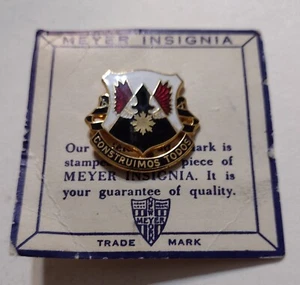 MEYER INSIGNIA
CONSTRUIMOS TODOS
Our mark is
stampe piece of
MEYER INSIGNIA. It is
your guarantee of quality.
MEYER
TRADE MARK